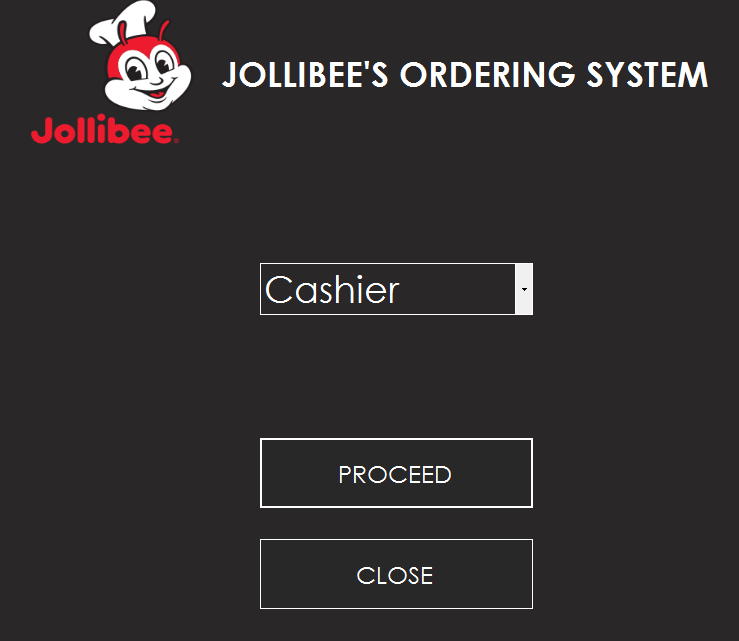 JOLLIBEE'S ORDERING SYSTEM
Jollibee
Cashier
PROCEED
CLOSE